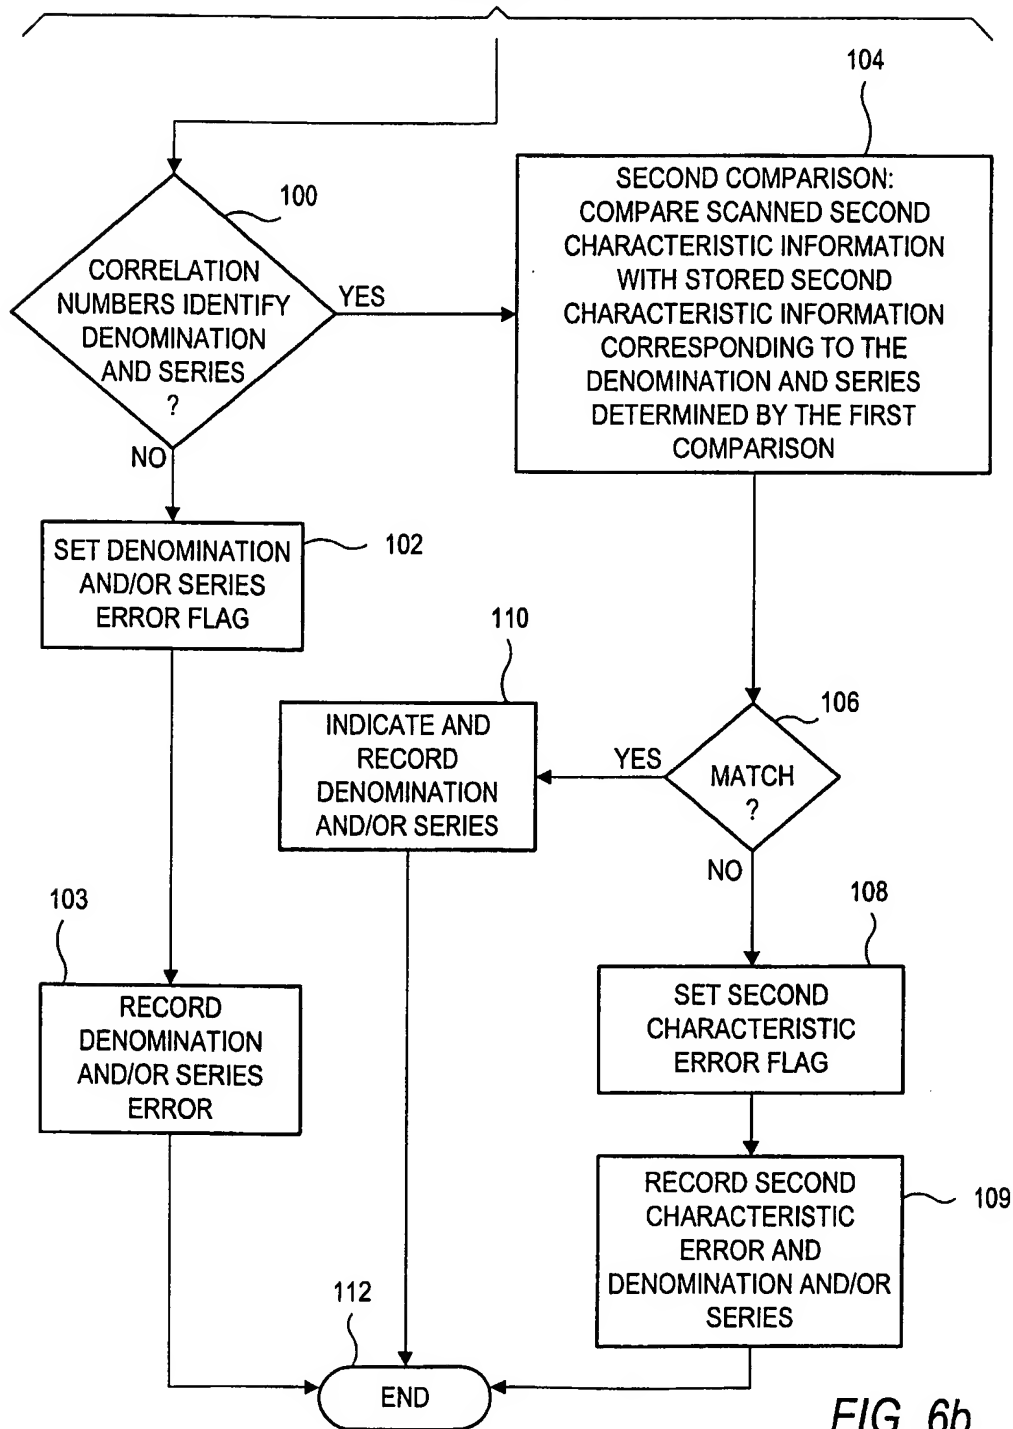 104
100
CORRELATION
NUMBERS IDENTIFY
DENOMINATION
AND SERIES
?
YES
NO
SECOND COMPARISON:
COMPARE SCANNED SECOND
CHARACTERISTIC INFORMATION
WITH STORED SECOND
CHARACTERISTIC INFORMATION
CORRESPONDING TO THE
DENOMINATION AND SERIES
DETERMINED BY THE FIRST
COMPARISON
102
SET DENOMINATION
AND/OR SERIES
ERROR FLAG
110
INDICATE AND
RECORD
DENOMINATION
AND/OR SERIES
106
YES
MATCH
?
NO
103
RECORD
DENOMINATION
AND/OR SERIES
ERROR
108
SET SECOND
CHARACTERISTIC
ERROR FLAG
109
RECORD SECOND
CHARACTERISTIC
ERROR AND
DENOMINATION AND/OR
SERIES
112
END
FIG. 6b